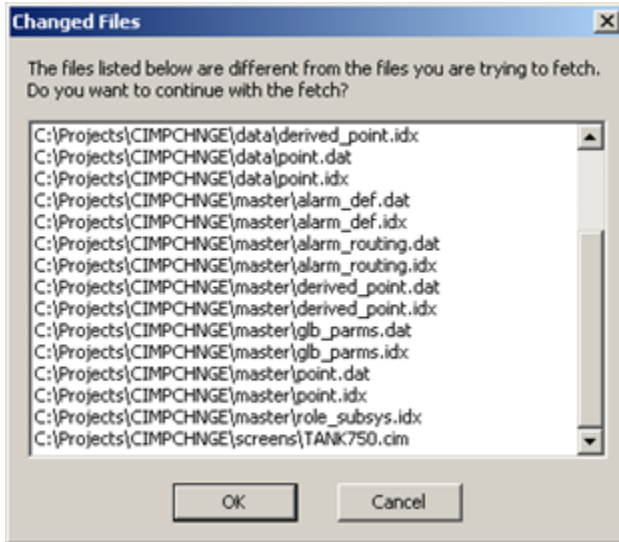 Changed Files
The files listed below are different from the files you are trying to fetch.
Do you want to continue with the fetch?
C:\Projects\CIMPCHNGE\data\derived_point.idx
C:\Projects\CIMPCHNGE\data\point.dat
C:\Projects\CIMPCHNGE\data\point.idx
C:\Projects\CIMPCHNGE\master\alarm_def.dat
C:\Projects\CIMPCHNGE\master\alarm_def.idx
C:\Projects\CIMPCHNGE\master\alarm_routing.dat
C:\Projects\CIMPCHNGE\master\alarm_routing.idx
C:\Projects\CIMPCHNGE\master\derived_point.dat
C:\Projects\CIMPCHNGE\master\derived_point.idx
C:\Projects\CIMPCHNGE\master\glb_parms.dat
C:\Projects\CIMPCHNGE\master\glb_parms.idx
C:\Projects\CIMPCHNGE\master\point.dat
C:\Projects\CIMPCHNGE\master\point.idx
C:\Projects\CIMPCHNGE\master\role_subsys.idx
C:\Projects\CIMPCHNGE\screens\TANK750.cim
OK
Cancel